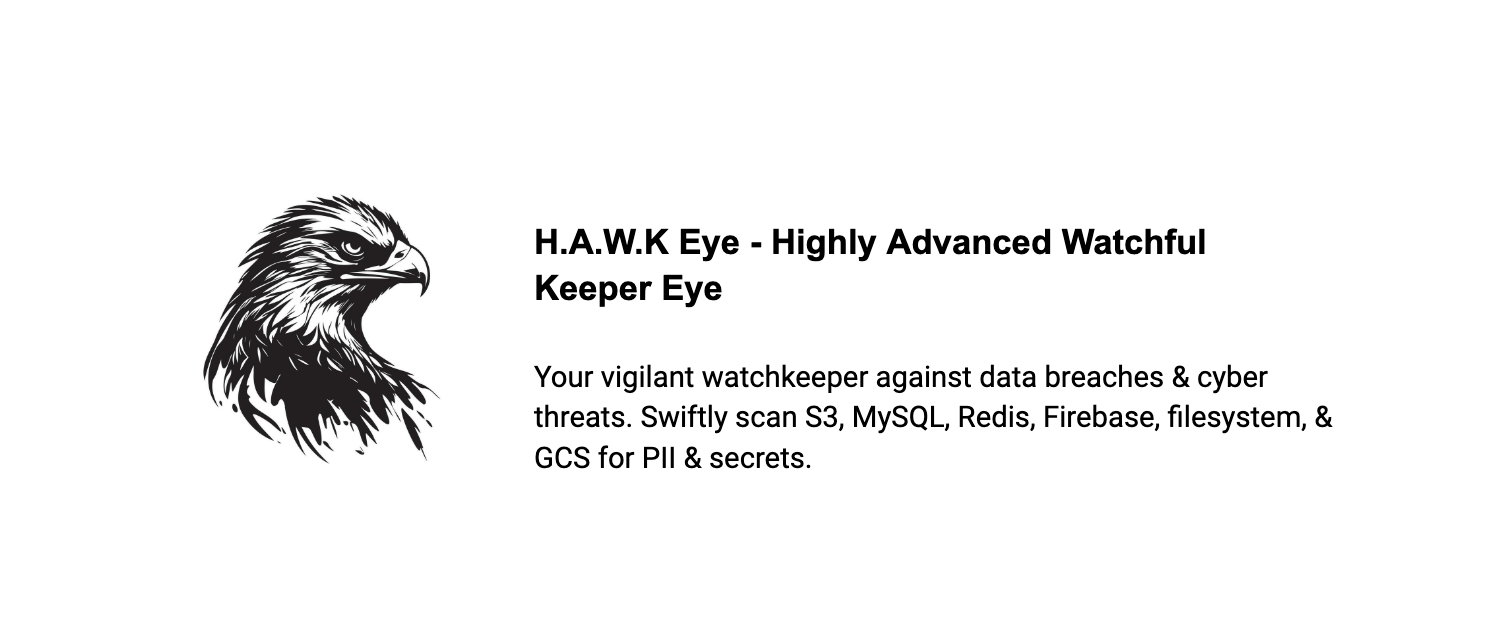 H.A.W.K Eye - Highly Advanced Watchful
Keeper Eye
Your vigilant watchkeeper against data breaches & cyber
threats. Swiftly scan S3, MySQL, Redis, Firebase, filesystem, &
GCS for PII & secrets.